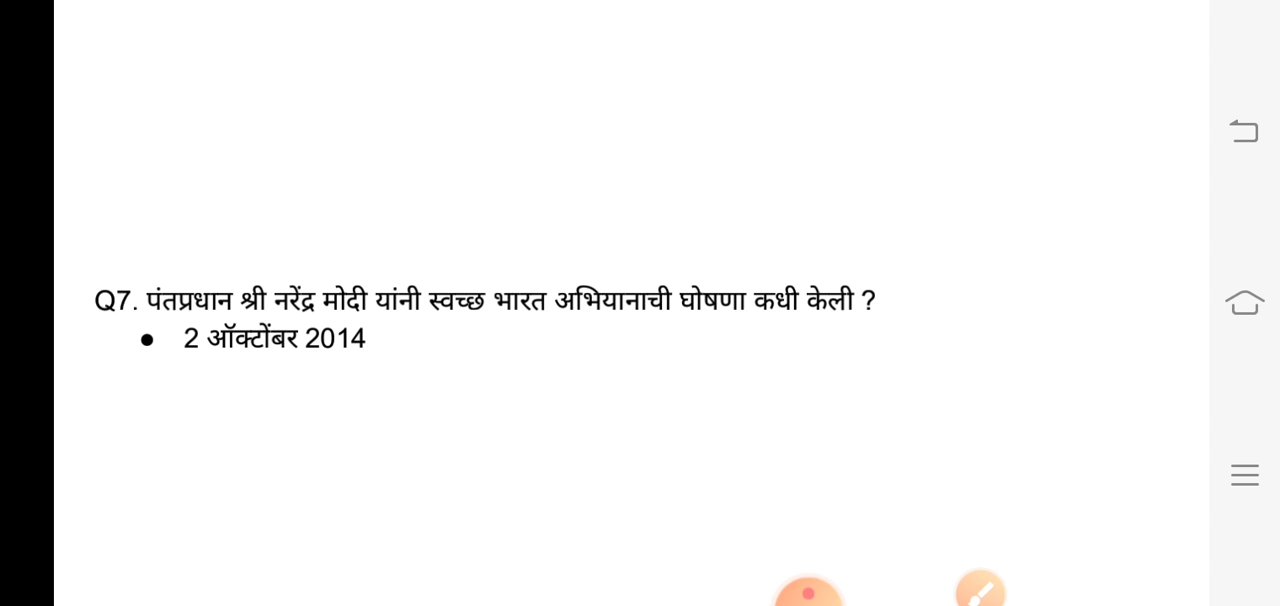 Q7. पंतप्रधान श्री नरेंद्र मोदी यांनी स्वच्छ भारत अभियानाची घोषणा कधी केली ?
● 2 ऑक्टोंबर 2014